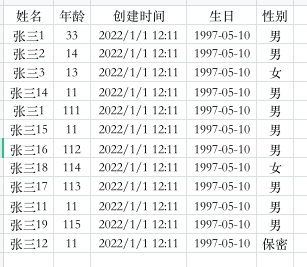 姓名 年龄 创建时间 生日 性别
张三1 33 2022/1/1 12:11 1997-05-10 男
张三2 14 2022/1/1 12:11 1997-05-10 男
张三3 13 2022/1/1 12:11 1997-05-10 女
张三14 11 2022/1/1 12:11 1997-05-10 男
张三1 111 2022/1/1 12:11 1997-05-10 男
张三15 11 2022/1/1 12:11 1997-05-10 男
张三16 112 2022/1/1 12:11 1997-05-10 男
张三18 114 2022/1/1 12:11 1997-05-10 女
张三17 113 2022/1/1 12:11 1997-05-10 男
张三11 11 2022/1/1 12:11 1997-05-10 男
张三19 115 2022/1/1 12:11 1997-05-10 男
张三12 11 2022/1/1 12:11 1997-05-10 保密